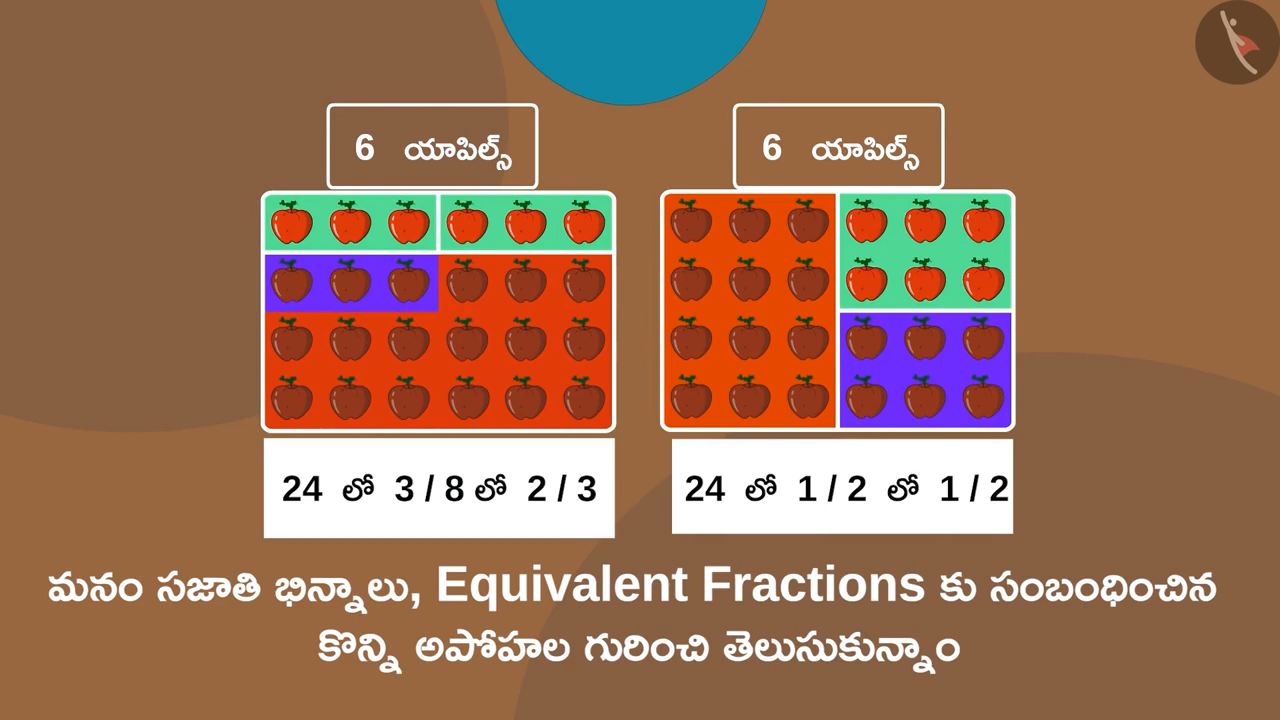 6 యాపిల్స్
6 యాపిల్స్
24 లో 3 / 8 లో 2 / 3
24 లో 1 / 2 లో 1 / 2
మనం సజాతి భిన్నాలు, Equivalent Fractions కు సంబంధించిన
కొన్ని అపోహల గురించి తెలుసుకున్నాం